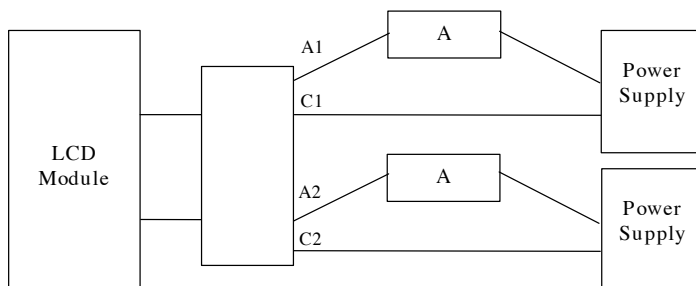 A1
A
C1
Power
Supply
LCD
Module
A2
A
C2
Power
Supply